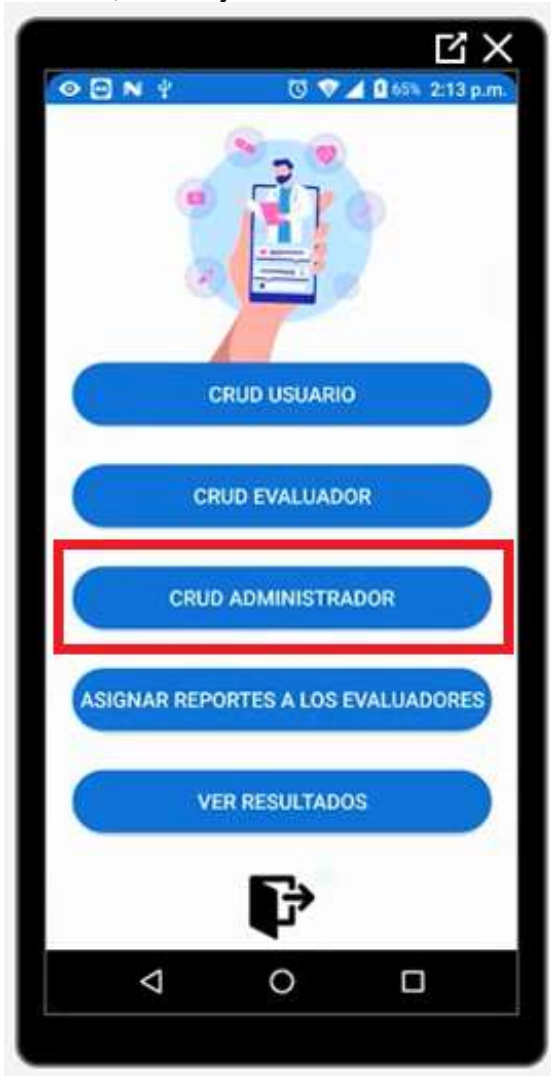 65% 2:13 p.m.
CRUD USUARIO
CRUD EVALUADOR
CRUD ADMINISTRADOR
ASIGNAR REPORTES A LOS EVALUADORES
VER RESULTADOS